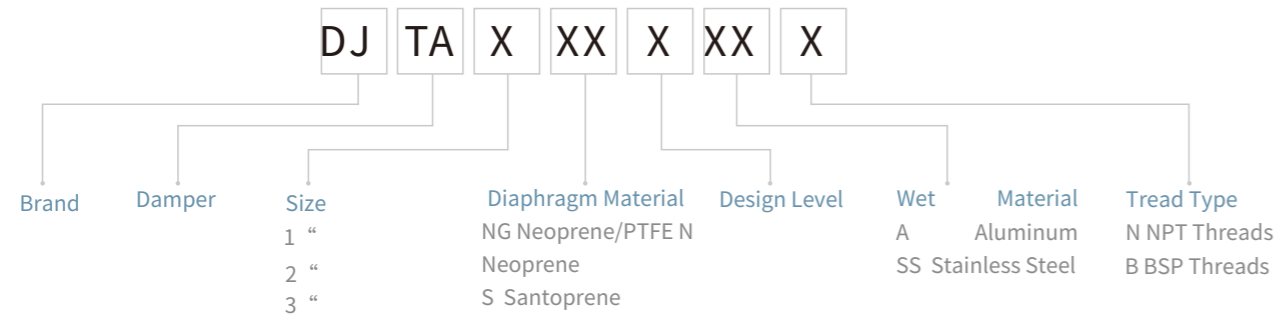 DJ TA X XX X XX X
Brand
Damper
Size
1 “
2 “
3 “
Diaphragm Material
NG Neoprene/PTFE N
Neoprene
S Santoprene
Design Level
Wet Material
A Aluminum
SS Stainless Steel
Tread Type
N NPT Threads
B BSP Threads